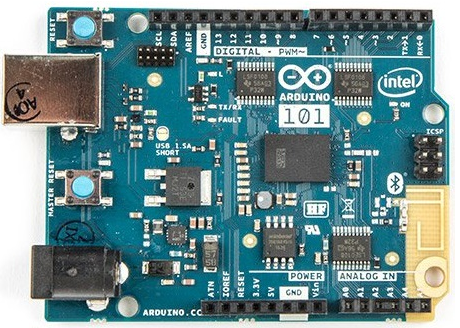 RESET
SCL
SDA
AREF
GND
13
12
~11
~10
~9
8
7
~6
~5
4
~3
2
TX→1
RX←0
DIGITAL - PWM~
ARDUINO
101
intel
TX/RX
FAULT
ON
ICSP
USB 1.5A
SHORT
MASTER RESET
POWER
ANALOG IN
ATN
IOREF
RESET
3.3V
5V
GND
Vin
A0
A1
A2
A3
A4
ARDUINO.CC